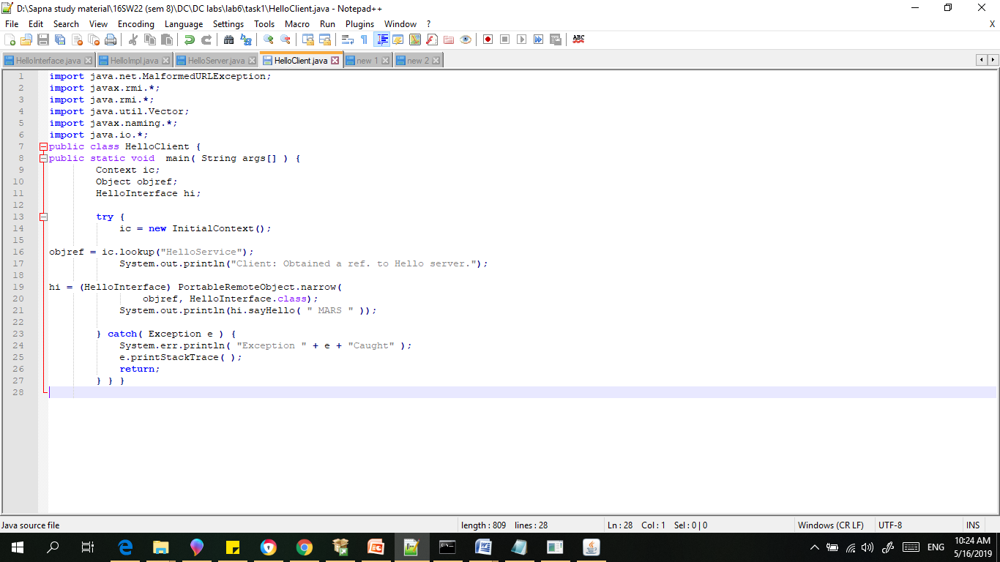 D:\Sapna study material\16SW22 (sem 8)\DC\DC labs\lab6\task1\HelloClient.java - Notepad++
File Edit Search View Encoding Language Settings Tools Macro Run Plugins Window ? X
ABC
HelloInterface.java HelloImpl.java HelloServer.java HelloClient.java new 1 new 2
1 import java.net.MalformedURLException;
2 import javax.rmi.*;
3 import java.rmi.*;
4 import java.util.Vector;
5 import javax.naming.*;
6 import java.io.*;
7 public class HelloClient {
8 public static void  main( String args[] ) {
9 Context ic;
10 Object objref;
11 HelloInterface hi;
12
13 try {
14 ic = new InitialContext();
15
16 objref = ic.lookup("HelloService");
17 System.out.println("Client: Obtained a ref. to Hello server.");
18
19 hi = (HelloInterface) PortableRemoteObject.narrow(
20 objref, HelloInterface.class);
21 System.out.println(hi.sayHello( " MARS " ));
22
23 } catch( Exception e ) {
24 System.err.println( "Exception " + e + "Caught" );
25 e.printStackTrace( );
26 return;
27 } } }
28
Java source file length : 809 lines : 28 Ln : 28 Col : 1 Sel : 0 | 0 Windows (CR LF) UTF-8 INS
ENG 10:24 AM
5/16/2019